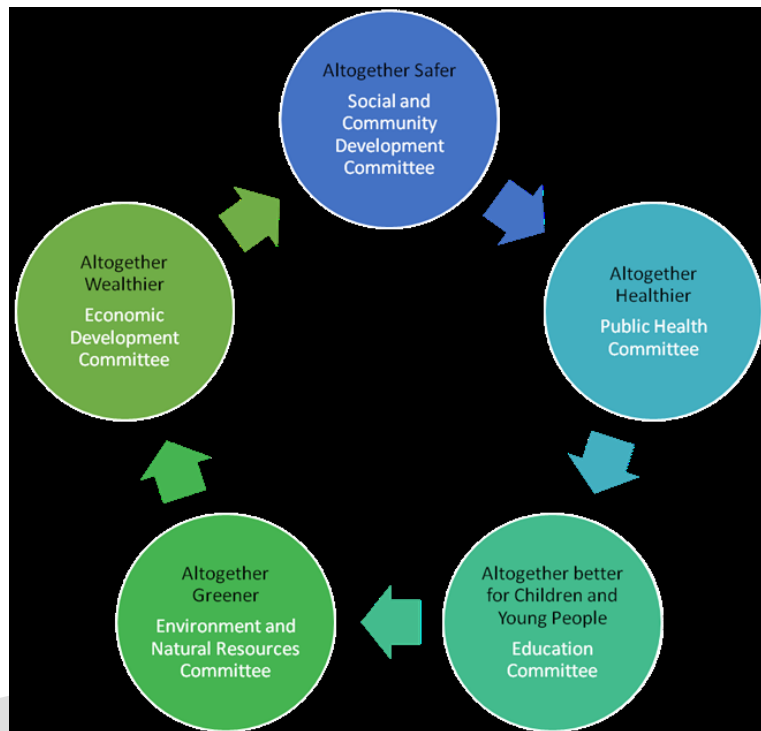 Altogether Safer
Social and
Community
Development
Committee
Altogether
Healthier
Public Health
Committee
Altogether better
for Children and
Young People
Education
Committee
Altogether
Greener
Environment and
Natural Resources
Committee
Altogether
Wealthier
Economic
Development
Committee